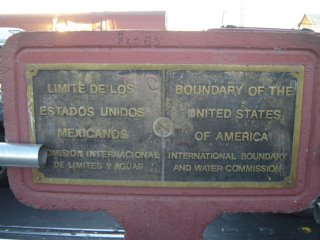 LIMITE DE LOS
ESTADOS UNIDOS
MEXICANOS
COMISION INTERNACIONAL
DE LIMITES Y AGUAS
BOUNDARY OF THE
UNITED STATES
OF AMERICA
INTERNATIONAL BOUNDARY
AND WATER COMMISSION